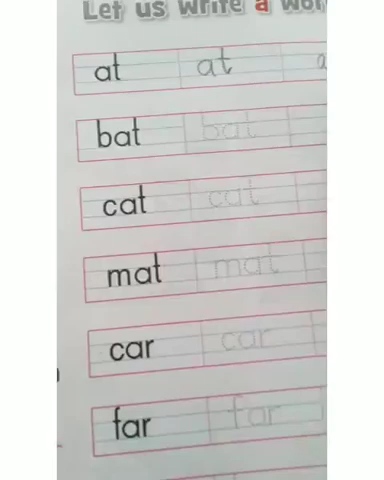 Let us write a
at at a
bat bat
cat cat
mat mat
car car
far far